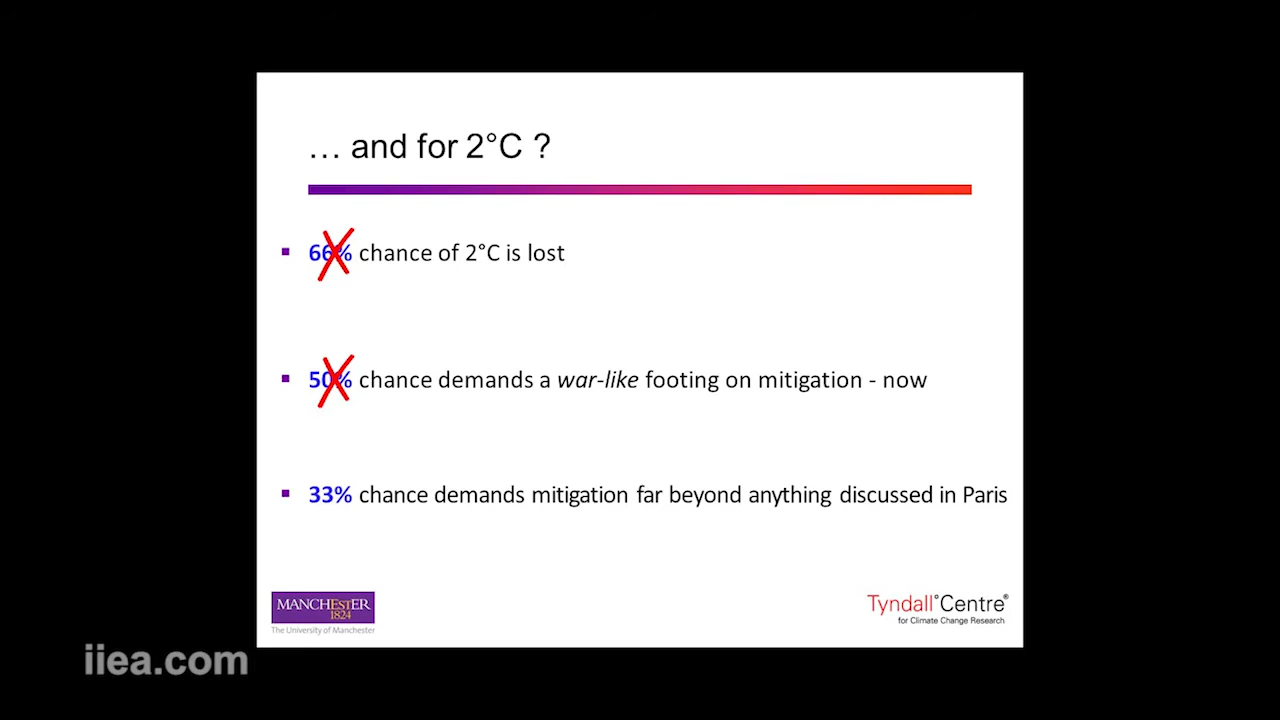 … and for 2°C ?
66% chance of 2°C is lost
50% chance demands a war-like footing on mitigation - now
33% chance demands mitigation far beyond anything discussed in Paris
MANCHESTER
1824
The University of Manchester
Tyndall°Centre®
for Climate Change Research
iiea.com